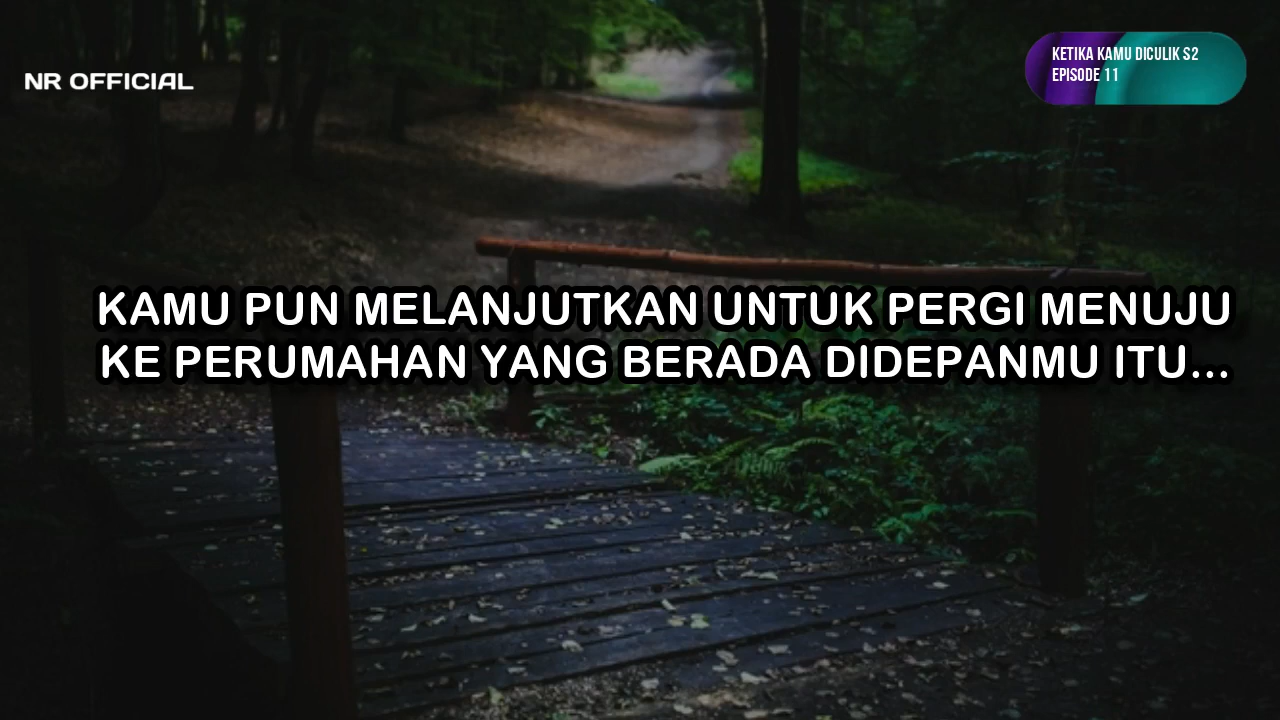 NR OFFICIAL
KETIKA KAMU DICULIK S2
EPISODE 11
KAMU PUN MELANJUTKAN UNTUK PERGI MENUJU
KE PERUMAHAN YANG BERADA DIDEPANMU ITU...